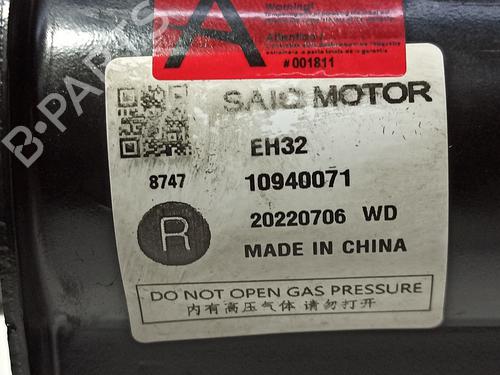 A
Warning!
Attention !
#001811
B-PARTS
SAIC MOTOR
EH32
8747
10940071
R
20220706 WD
MADE IN CHINA
DO NOT OPEN GAS PRESSURE
内有高压气体 请勿打开